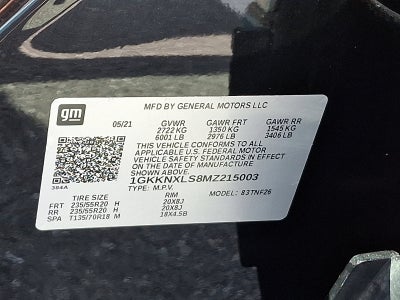 gm
MFD BY GENERAL MOTORS LLC
05/21 GVWR GAWR FRT GAWR RR
2722 KG 1350 KG 1545 KG
6001 LB 2976 LB 3406 LB
THIS VEHICLE CONFORMS TO ALL
APPLICABLE U.S. FEDERAL MOTOR
VEHICLE SAFETY STANDARDS IN EFFECT
ON THE DATE OF MANUFACTURE
SHOWN ABOVE.
384A 1GKKNXLS8MZ215003
TYPE: M.P.V. MODEL: 83TNF26
TIRE SIZE RIM
FRT 235/55R20 H 20X8J
RR 235/55R20 H 20X8J
SPA T135/70R18 M 18X4.5B